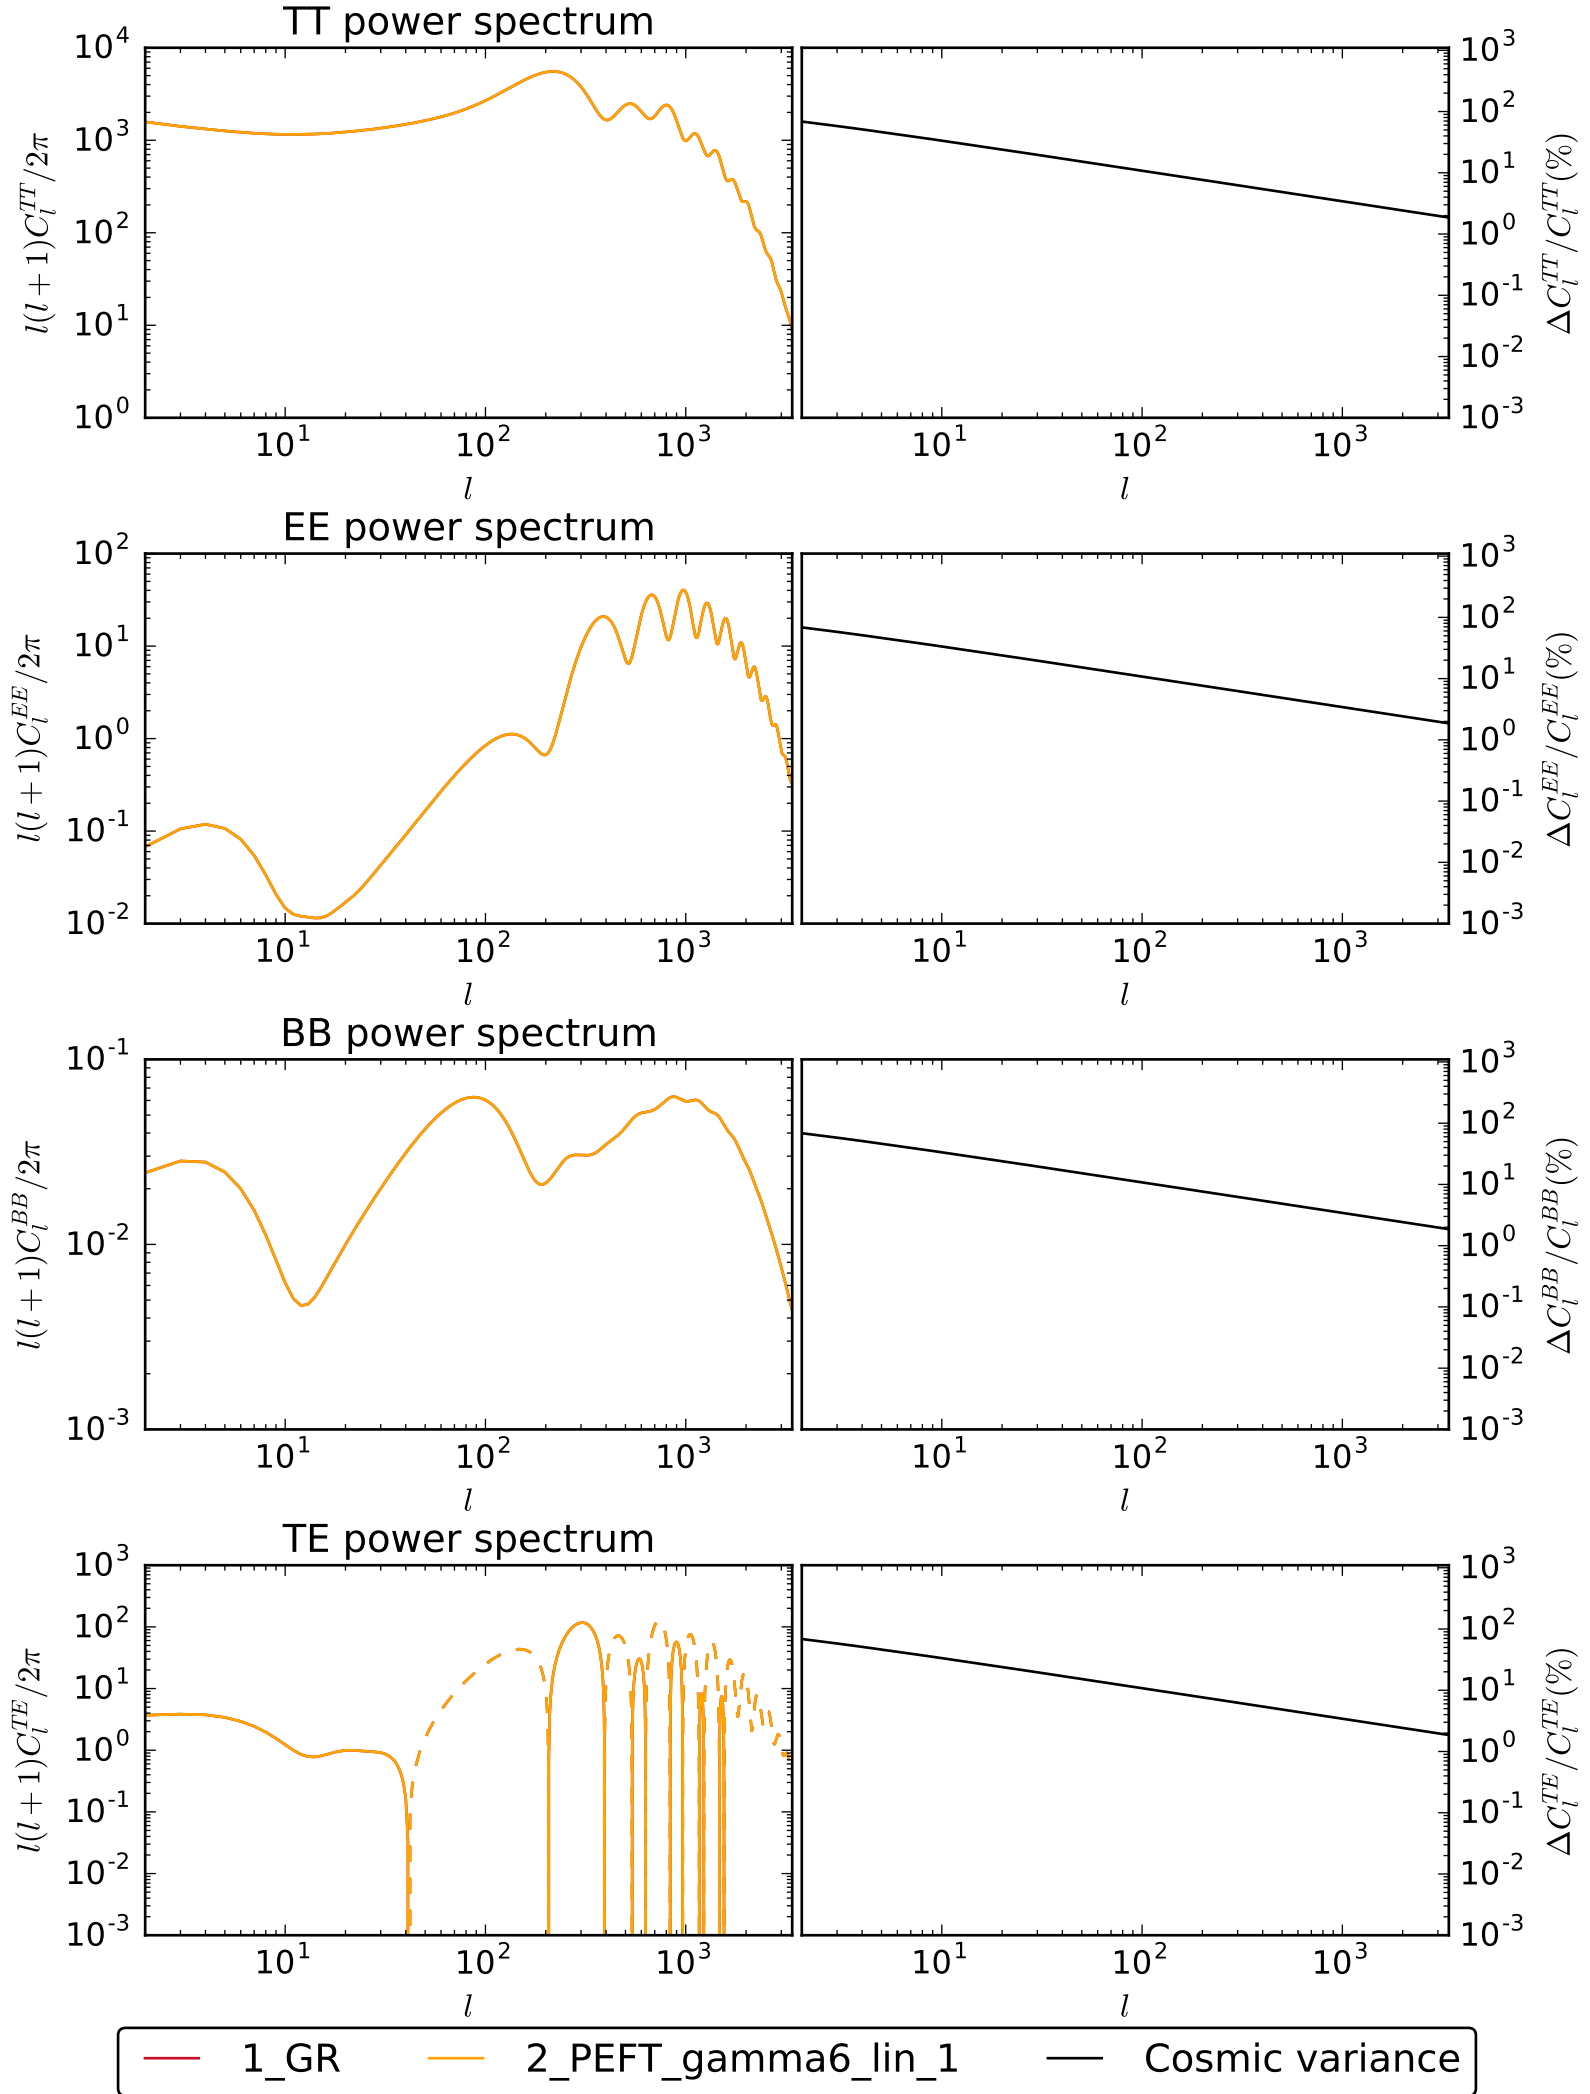 TT power spectrum
10^4
10^3
10^2
10^1
10^0
l(l+1)C_l^{TT}/2π
10^1 10^2 10^3
l
10^3
10^2
10^1
10^0
10^-1
10^-2
10^-3
ΔC_l^{TT}/C_l^{TT}(%)
10^1 10^2 10^3
l
EE power spectrum
10^2
10^1
10^0
10^-1
10^-2
l(l+1)C_l^{EE}/2π
10^1 10^2 10^3
l
10^3
10^2
10^1
10^0
10^-1
10^-2
10^-3
ΔC_l^{EE}/C_l^{EE}(%)
10^1 10^2 10^3
l
BB power spectrum
10^-1
10^-2
10^-3
l(l+1)C_l^{BB}/2π
10^1 10^2 10^3
l
10^3
10^2
10^1
10^0
10^-1
10^-2
10^-3
ΔC_l^{BB}/C_l^{BB}(%)
10^1 10^2 10^3
l
TE power spectrum
10^3
10^2
10^1
10^0
10^-1
10^-2
10^-3
l(l+1)C_l^{TE}/2π
10^1 10^2 10^3
l
10^3
10^2
10^1
10^0
10^-1
10^-2
10^-3
ΔC_l^{TE}/C_l^{TE}(%)
10^1 10^2 10^3
l
1_GR 2_PEFT_gamma6_lin_1 Cosmic variance